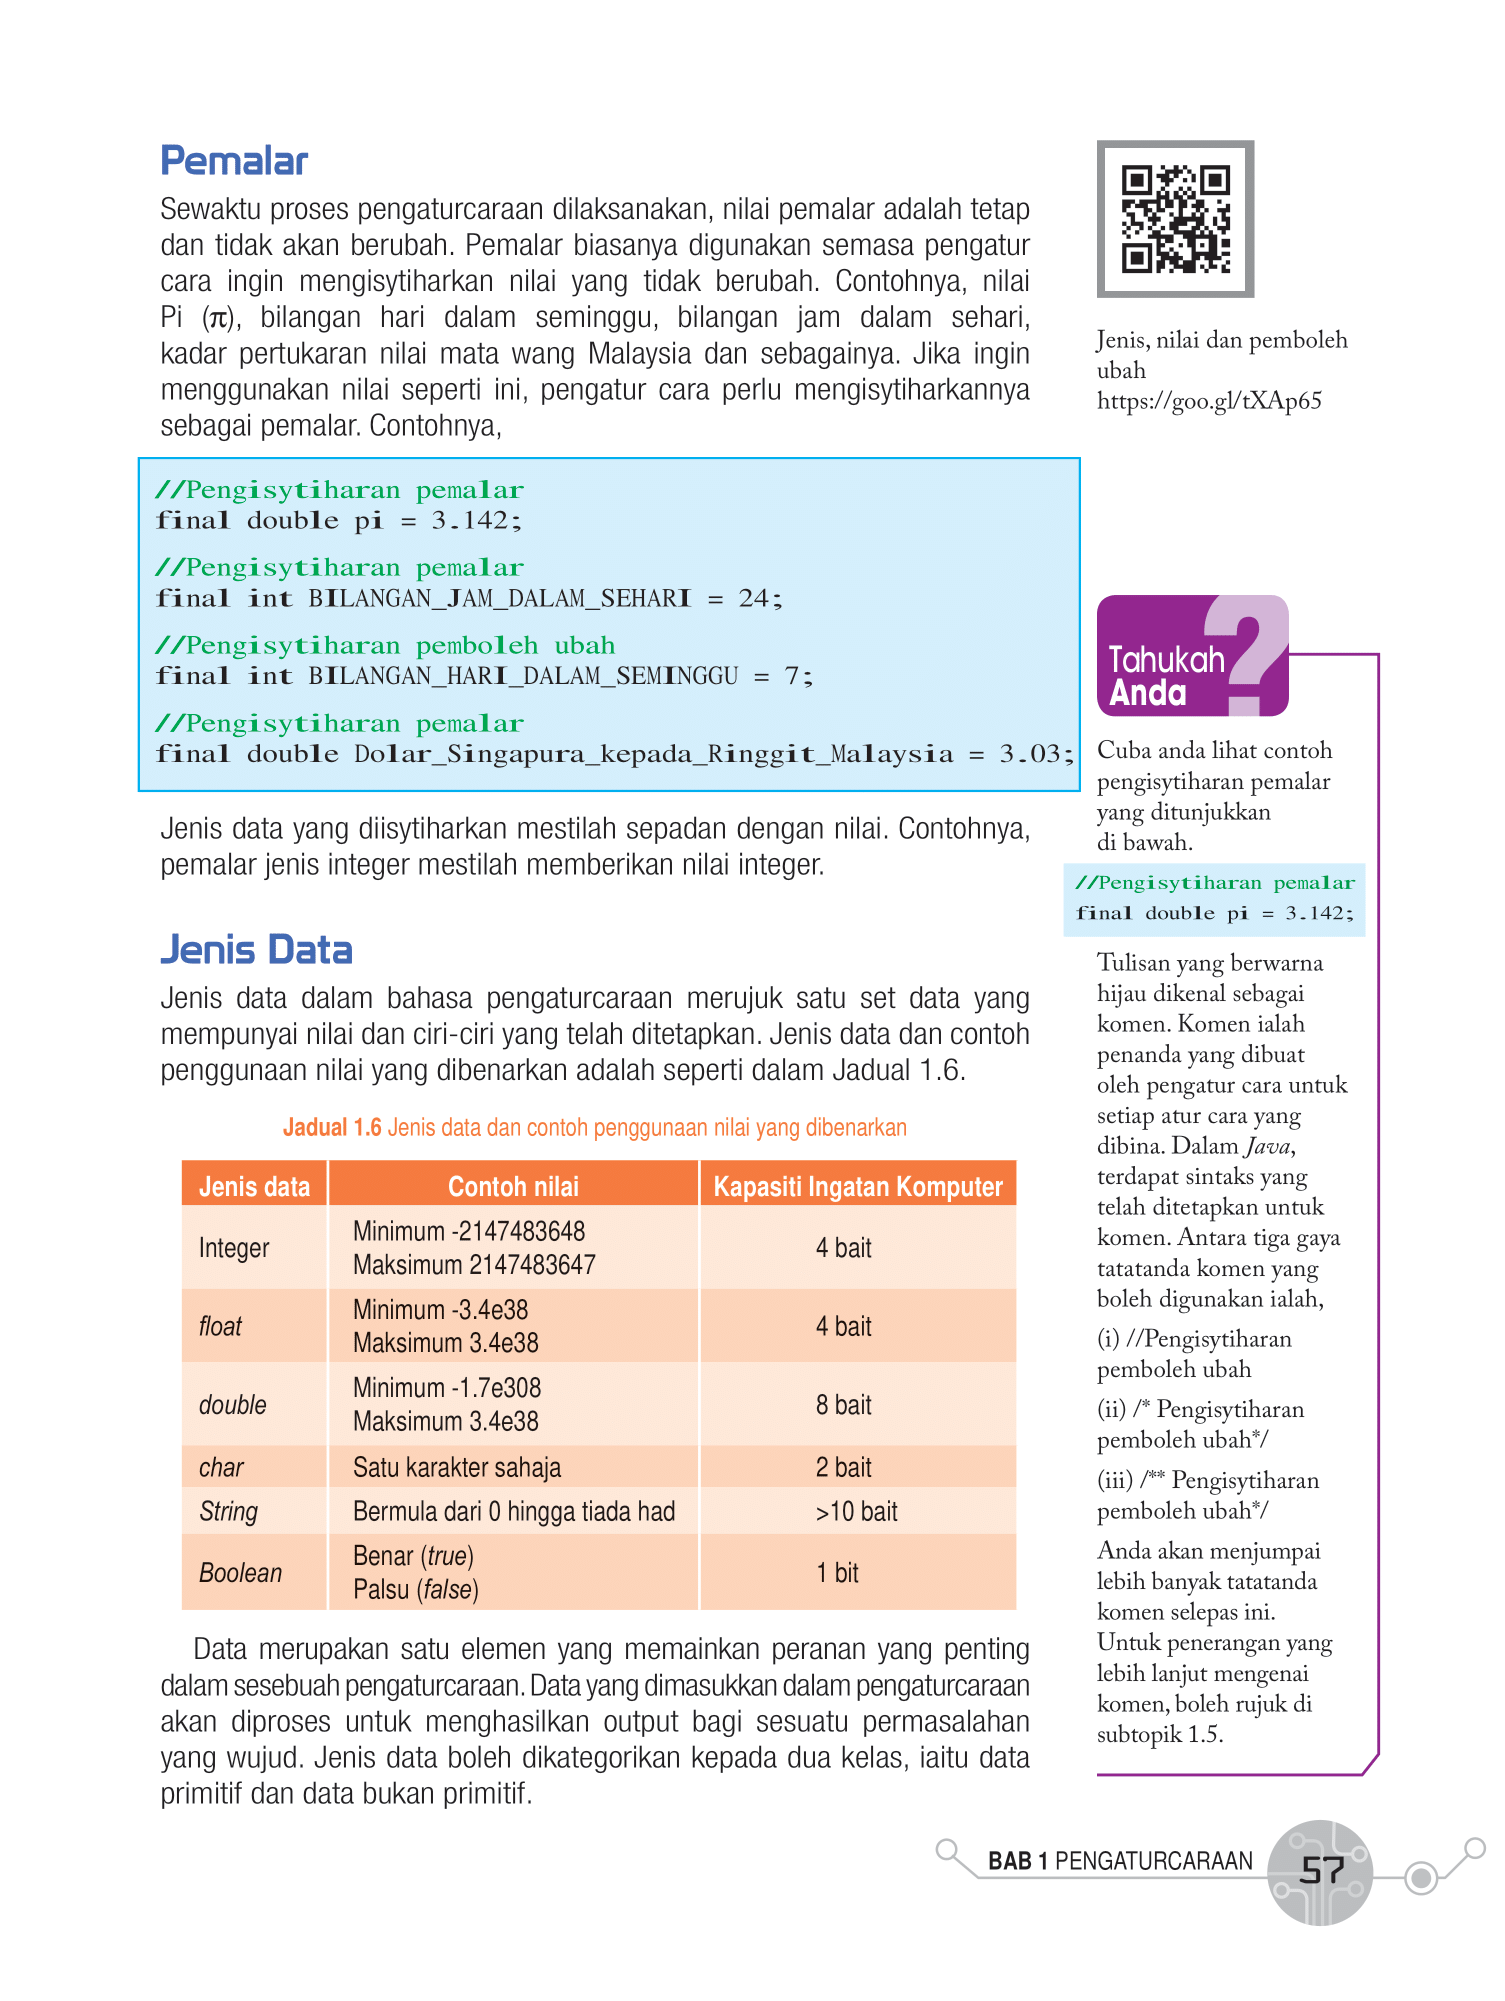 Pemalar
Sewaktu proses pengaturcaraan dilaksanakan, nilai pemalar adalah tetap
dan tidak akan berubah. Pemalar biasanya digunakan semasa pengatur
cara ingin mengisytiharkan nilai yang tidak berubah. Contohnya, nilai
Pi (π), bilangan hari dalam seminggu, bilangan jam dalam sehari,
kadar pertukaran nilai mata wang Malaysia dan sebagainya. Jika ingin
menggunakan nilai seperti ini, pengatur cara perlu mengisytiharkannya
sebagai pemalar. Contohnya,
//Pengisytiharan pemalar
final double pi = 3.142;
//Pengisytiharan pemalar
final int BILANGAN_JAM_DALAM_SEHARI = 24;
//Pengisytiharan pemboleh ubah
final int BILANGAN_HARI_DALAM_SEMINGGU = 7;
//Pengisytiharan pemalar
final double Dolar_Singapura_kepada_Ringgit_Malaysia = 3.03;
Jenis data yang diisytiharkan mestilah sepadan dengan nilai. Contohnya,
pemalar jenis integer mestilah memberikan nilai integer.
Jenis Data
Jenis data dalam bahasa pengaturcaraan merujuk satu set data yang
mempunyai nilai dan ciri-ciri yang telah ditetapkan. Jenis data dan contoh
penggunaan nilai yang dibenarkan adalah seperti dalam Jadual 1.6.
Jadual 1.6 Jenis data dan contoh penggunaan nilai yang dibenarkan
Jenis data Contoh nilai Kapasiti Ingatan Komputer
Integer Minimum -2147483648
Maksimum 2147483647 4 bait
float Minimum -3.4e38
Maksimum 3.4e38 4 bait
double Minimum -1.7e308
Maksimum 3.4e38 8 bait
char Satu karakter sahaja 2 bait
String Bermula dari 0 hingga tiada had >10 bait
Boolean Benar (true)
Palsu (false) 1 bit
Data merupakan satu elemen yang memainkan peranan yang penting
dalam sesebuah pengaturcaraan. Data yang dimasukkan dalam pengaturcaraan
akan diproses untuk menghasilkan output bagi sesuatu permasalahan
yang wujud. Jenis data boleh dikategorikan kepada dua kelas, iaitu data
primitif dan data bukan primitif.
Jenis, nilai dan pemboleh
ubah
https://goo.gl/tXAp65
Tahukah
Anda
?
Cuba anda lihat contoh
pengisytiharan pemalar
yang ditunjukkan
di bawah.
//Pengisytiharan pemalar
final double pi = 3.142;
Tulisan yang berwarna
hijau dikenal sebagai
komen. Komen ialah
penanda yang dibuat
oleh pengatur cara untuk
setiap atur cara yang
dibina. Dalam Java,
terdapat sintaks yang
telah ditetapkan untuk
komen. Antara tiga gaya
tatatanda komen yang
boleh digunakan ialah,
(i) //Pengisytiharan
pemboleh ubah
(ii) /* Pengisytiharan
pemboleh ubah*/
(iii) /** Pengisytiharan
pemboleh ubah*/
Anda akan menjumpai
lebih banyak tatatanda
komen selepas ini.
Untuk penerangan yang
lebih lanjut mengenai
komen, boleh rujuk di
subtopik 1.5.
BAB 1 PENGATURCARAAN 57